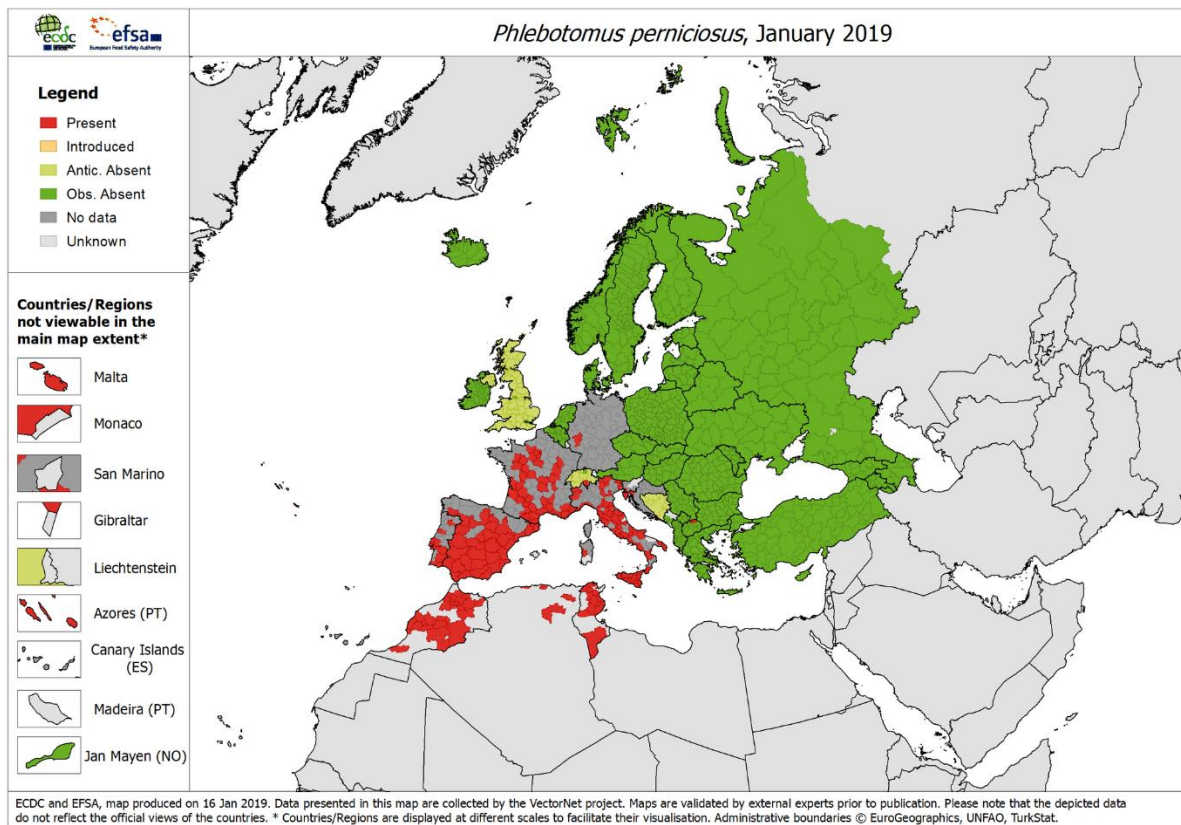 ecdc
efsa
European Food Safety Authority
Phlebotomus perniciosus, January 2019
Legend
Present
Introduced
Antic. Absent
Obs. Absent
No data
Unknown
Countries/Regions
not viewable in the
main map extent*
Malta
Monaco
San Marino
Gibraltar
Liechtenstein
Azores (PT)
Canary Islands
(ES)
Madeira (PT)
Jan Mayen (NO)
ECDC and EFSA, map produced on 16 Jan 2019. Data presented in this map are collected by the VectorNet project. Maps are validated by external experts prior to publication. Please note that the depicted data
do not reflect the official views of the countries. * Countries/Regions are displayed at different scales to facilitate their visualisation. Administrative boundaries © EuroGeographics, UNFAO, TurkStat.